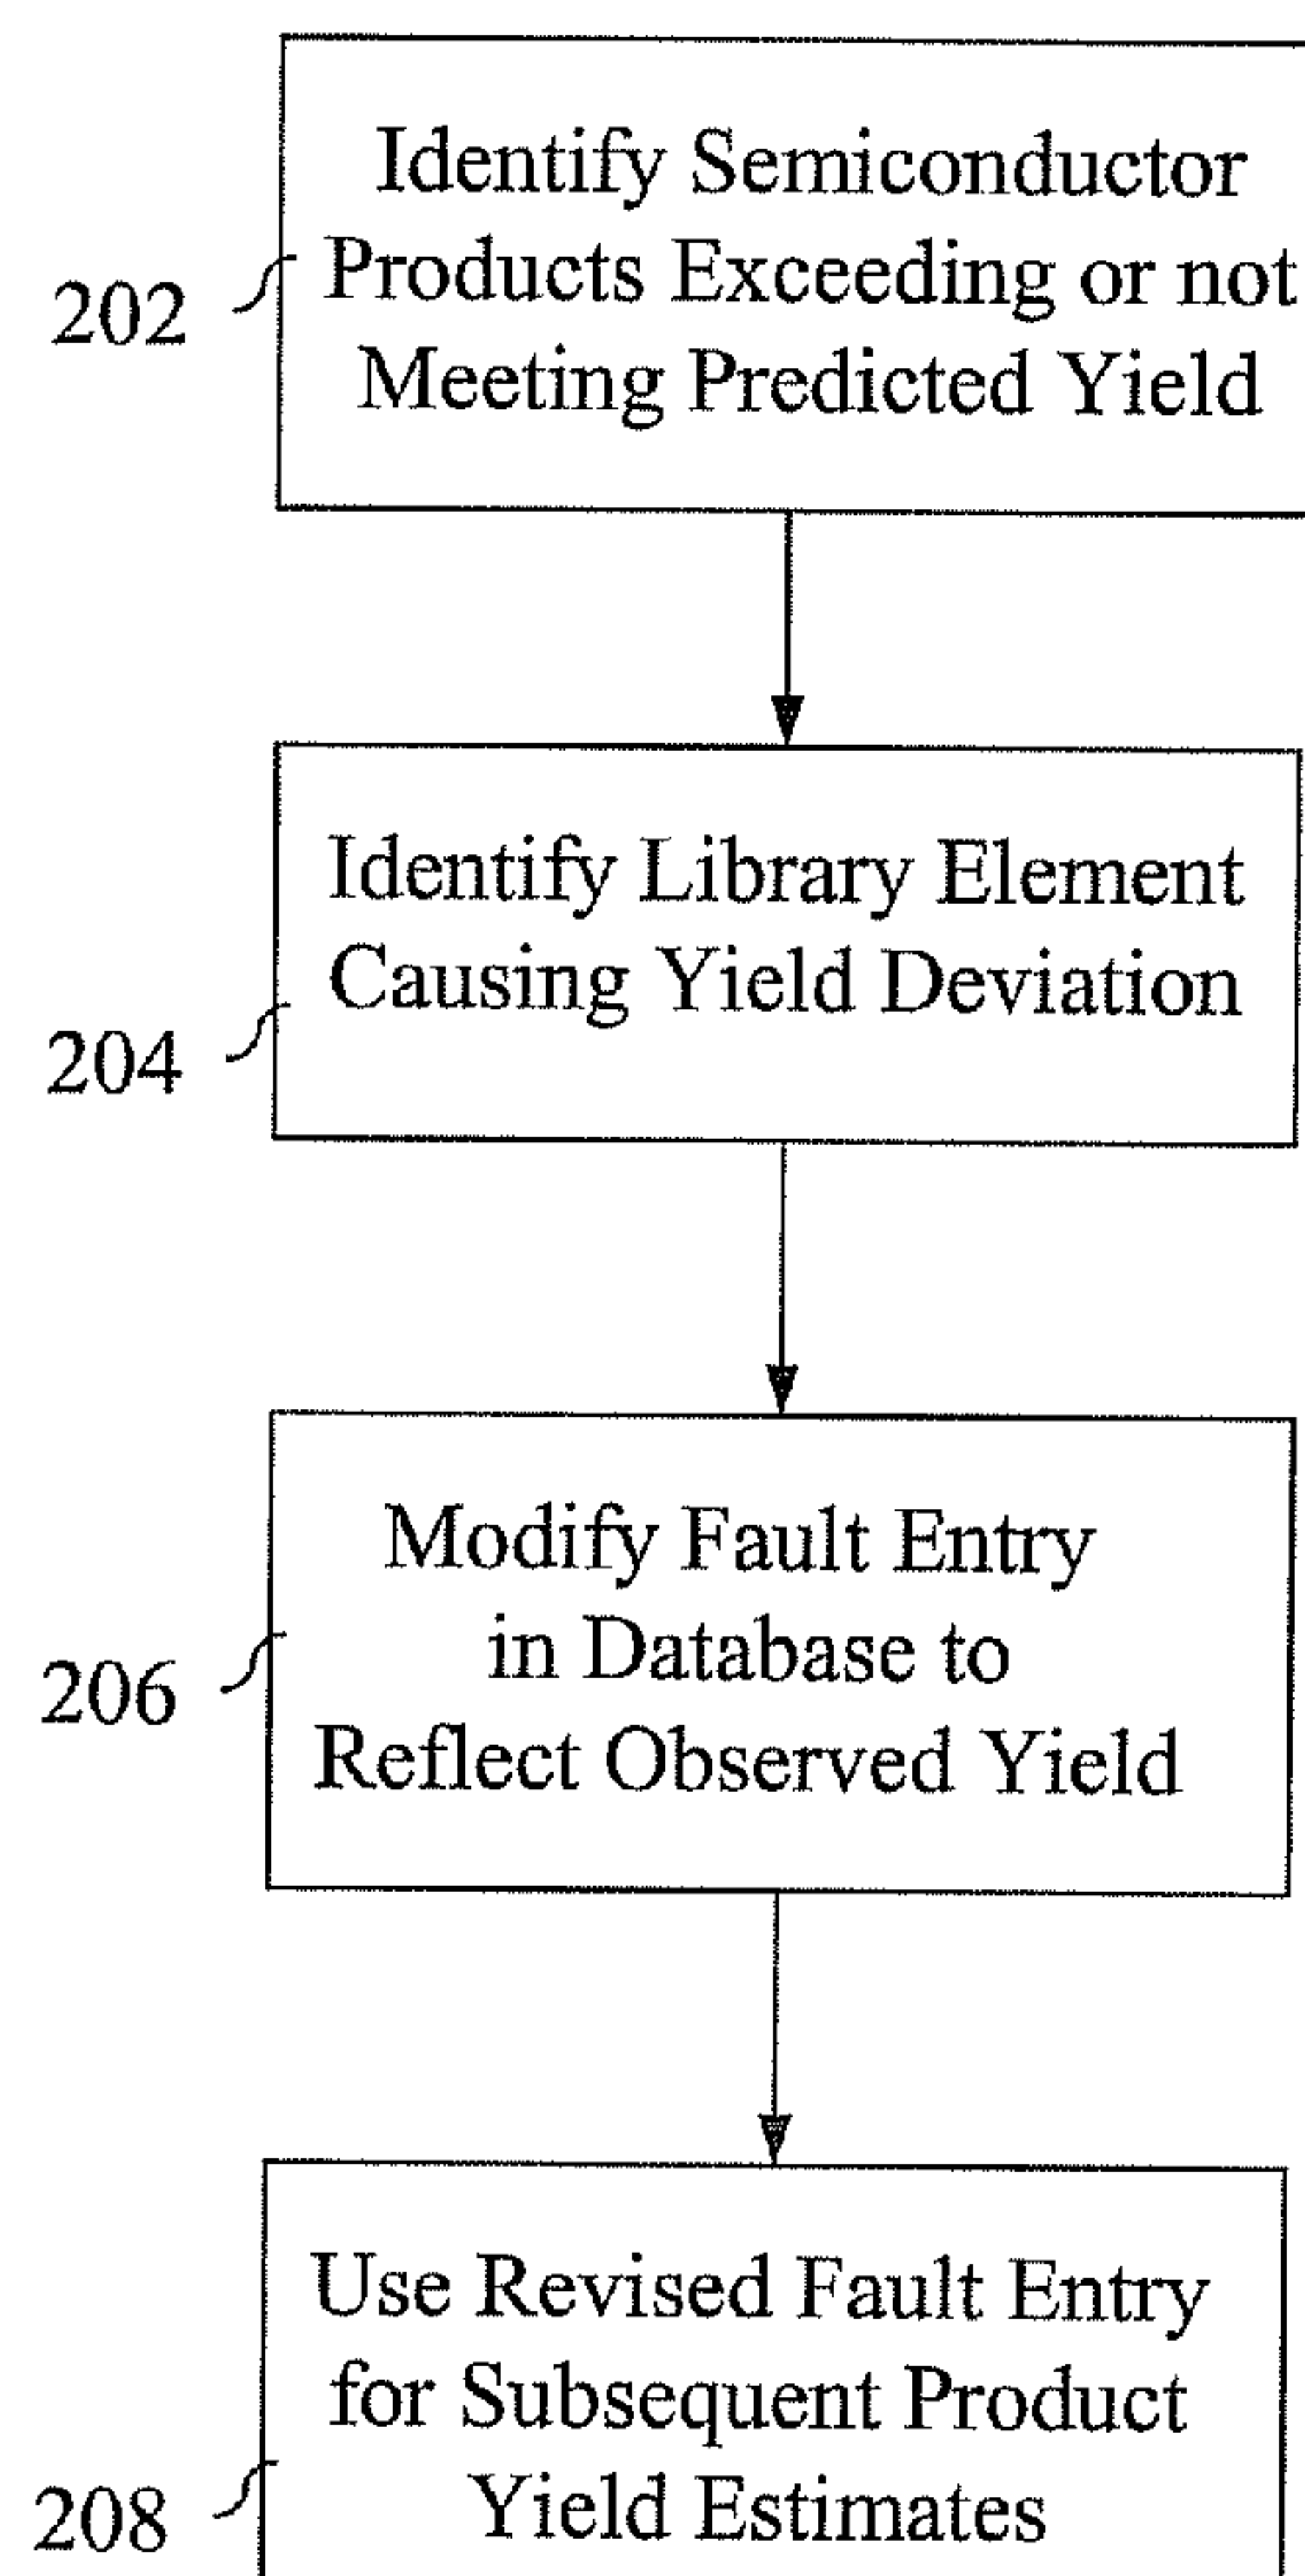 Identify Semiconductor
Products Exceeding or not
Meeting Predicted Yield
202
Identify Library Element
Causing Yield Deviation
204
Modify Fault Entry
in Database to
Reflect Observed Yield
206
Use Revised Fault Entry
for Subsequent Product
Yield Estimates
208